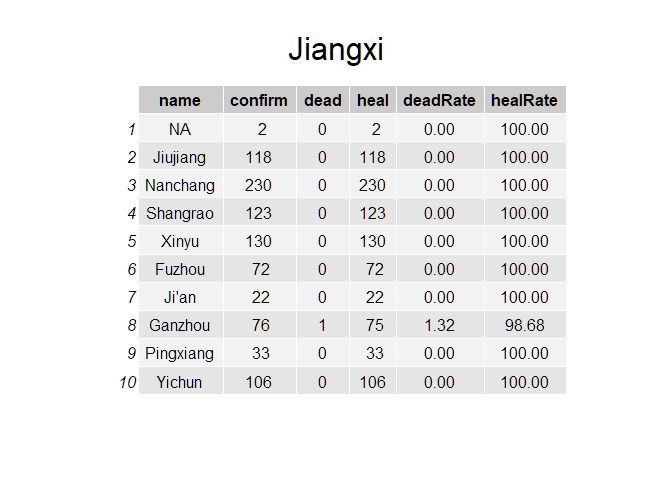 Jiangxi
name confirm dead heal deadRate healRate
1 NA 2 0 2 0.00 100.00
2 Jiujiang 118 0 118 0.00 100.00
3 Nanchang 230 0 230 0.00 100.00
4 Shangrao 123 0 123 0.00 100.00
5 Xinyu 130 0 130 0.00 100.00
6 Fuzhou 72 0 72 0.00 100.00
7 Ji'an 22 0 22 0.00 100.00
8 Ganzhou 76 1 75 1.32 98.68
9 Pingxiang 33 0 33 0.00 100.00
10 Yichun 106 0 106 0.00 100.00